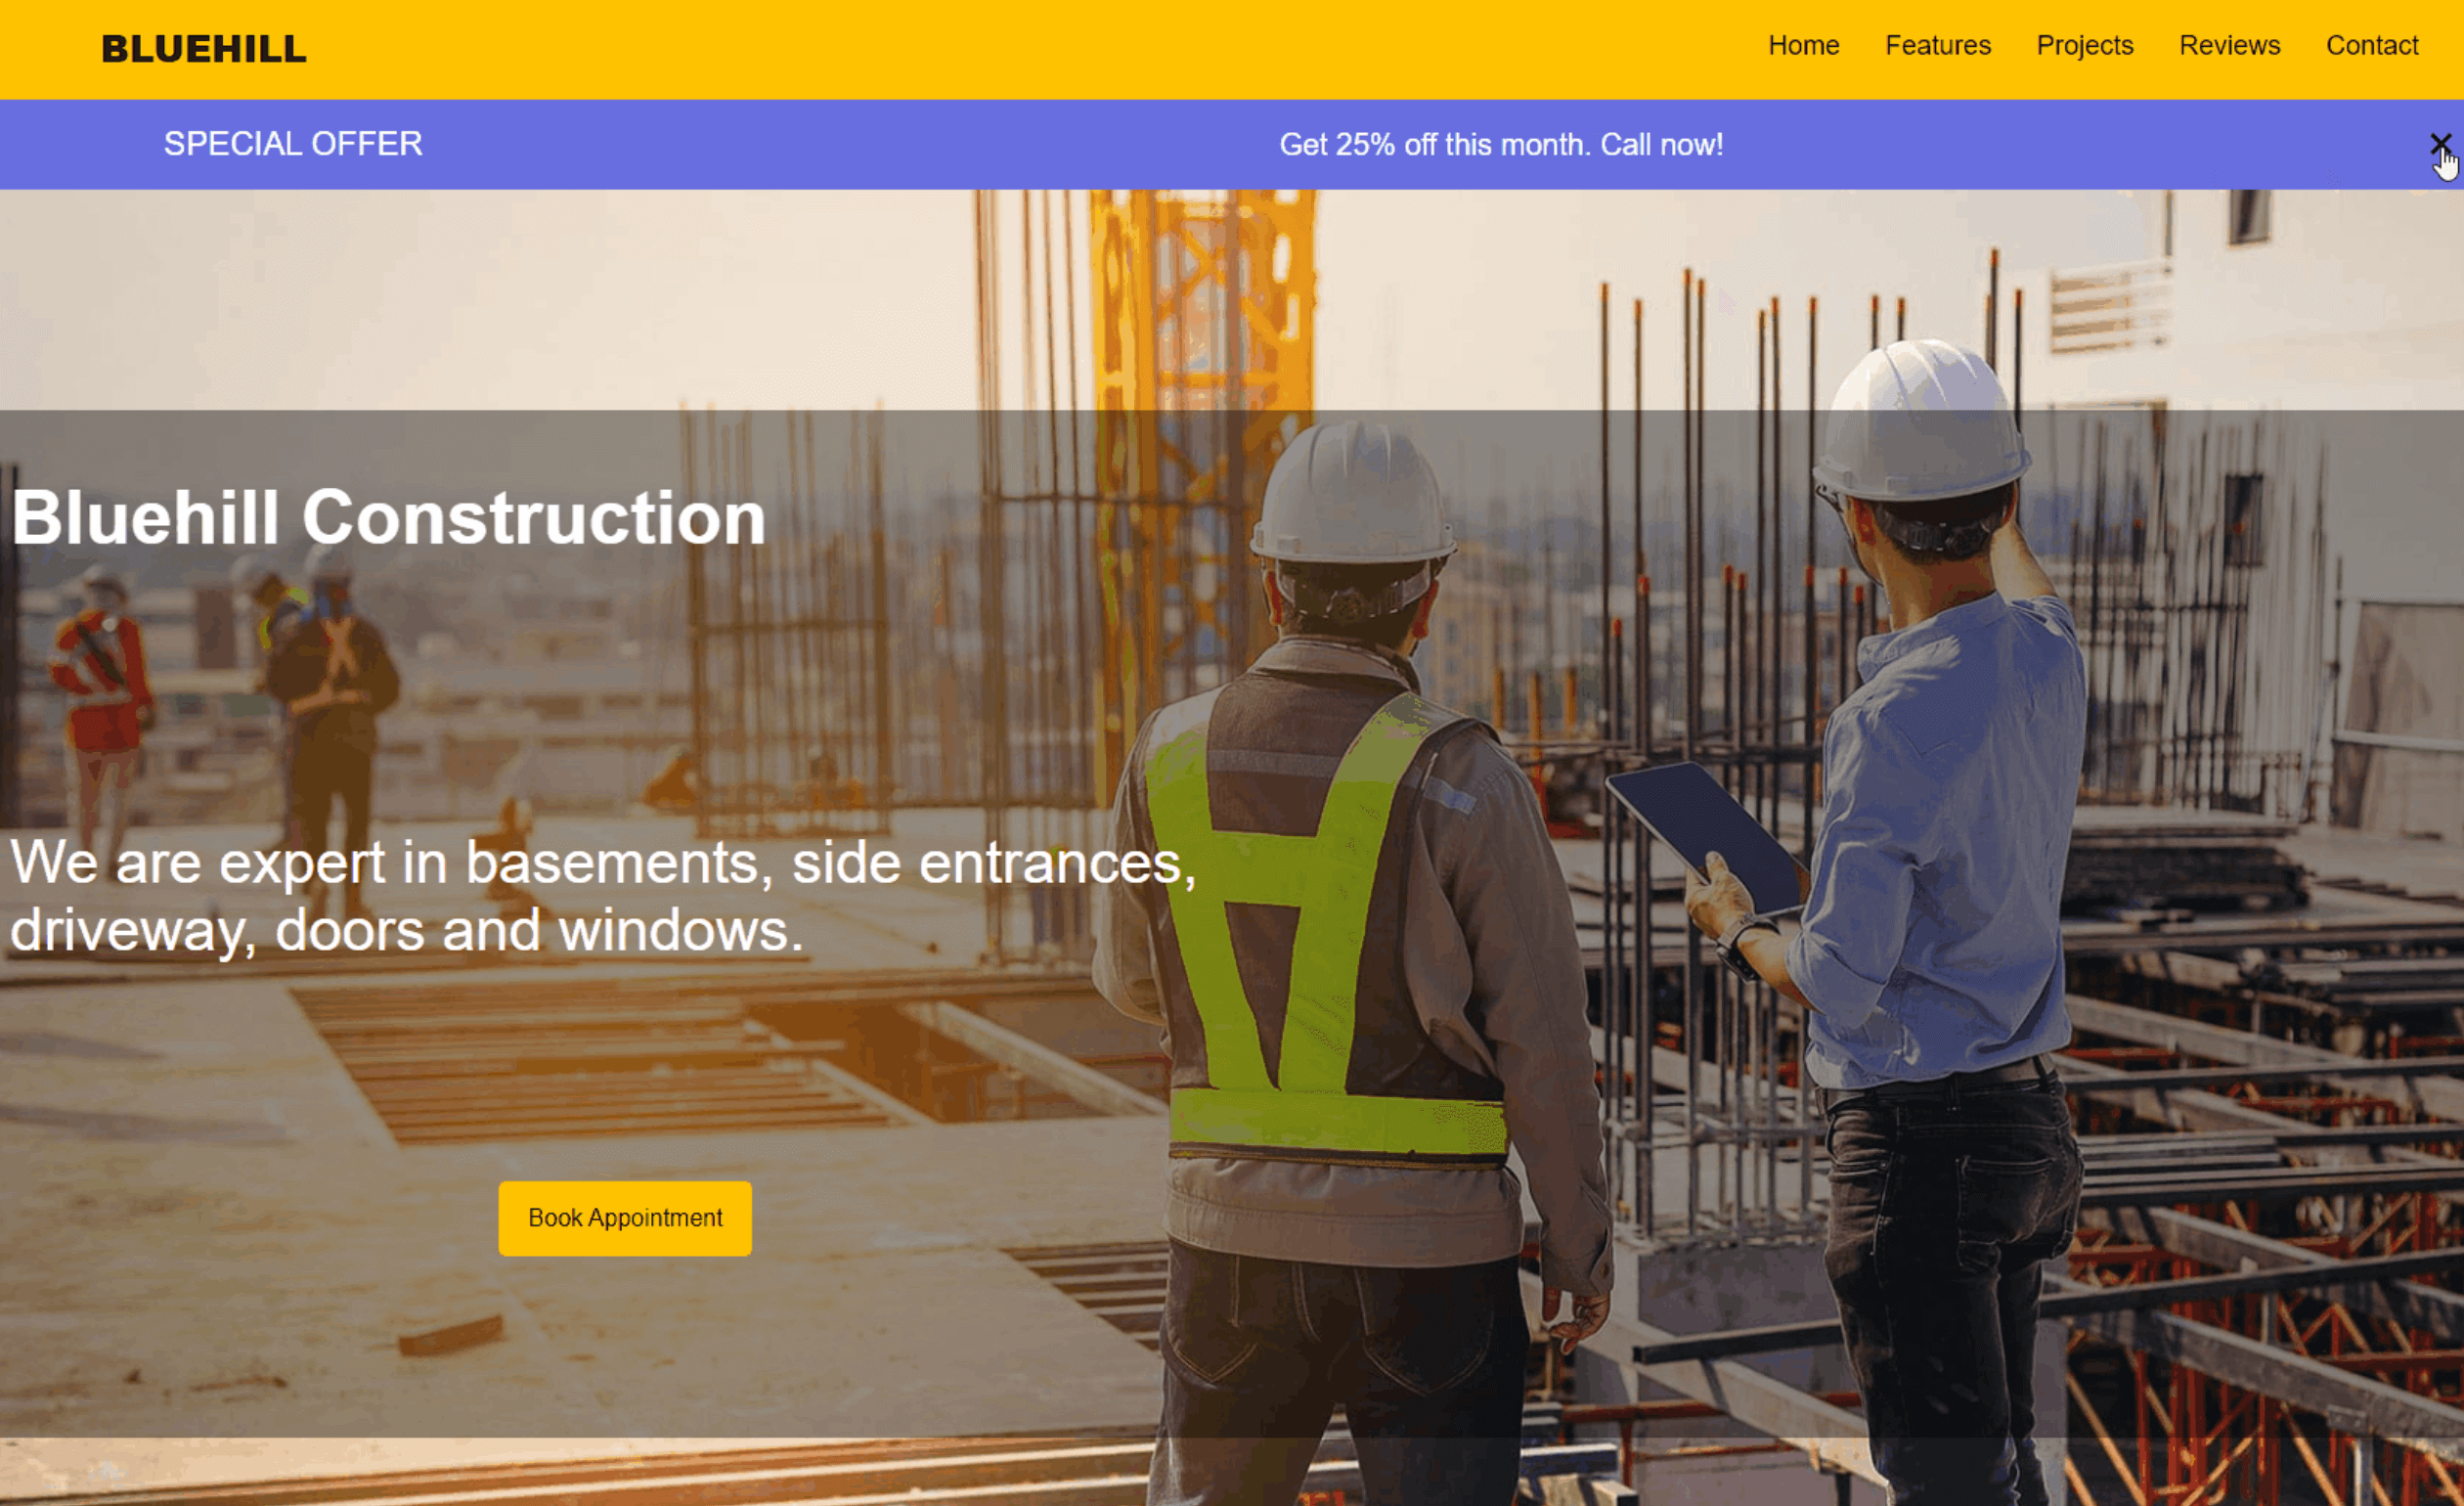 BLUEHILL
Home Features Projects Reviews Contact
SPECIAL OFFER
Get 25% off this month. Call now!
Bluehill Construction
We are expert in basements, side entrances,
driveway, doors and windows.
Book Appointment